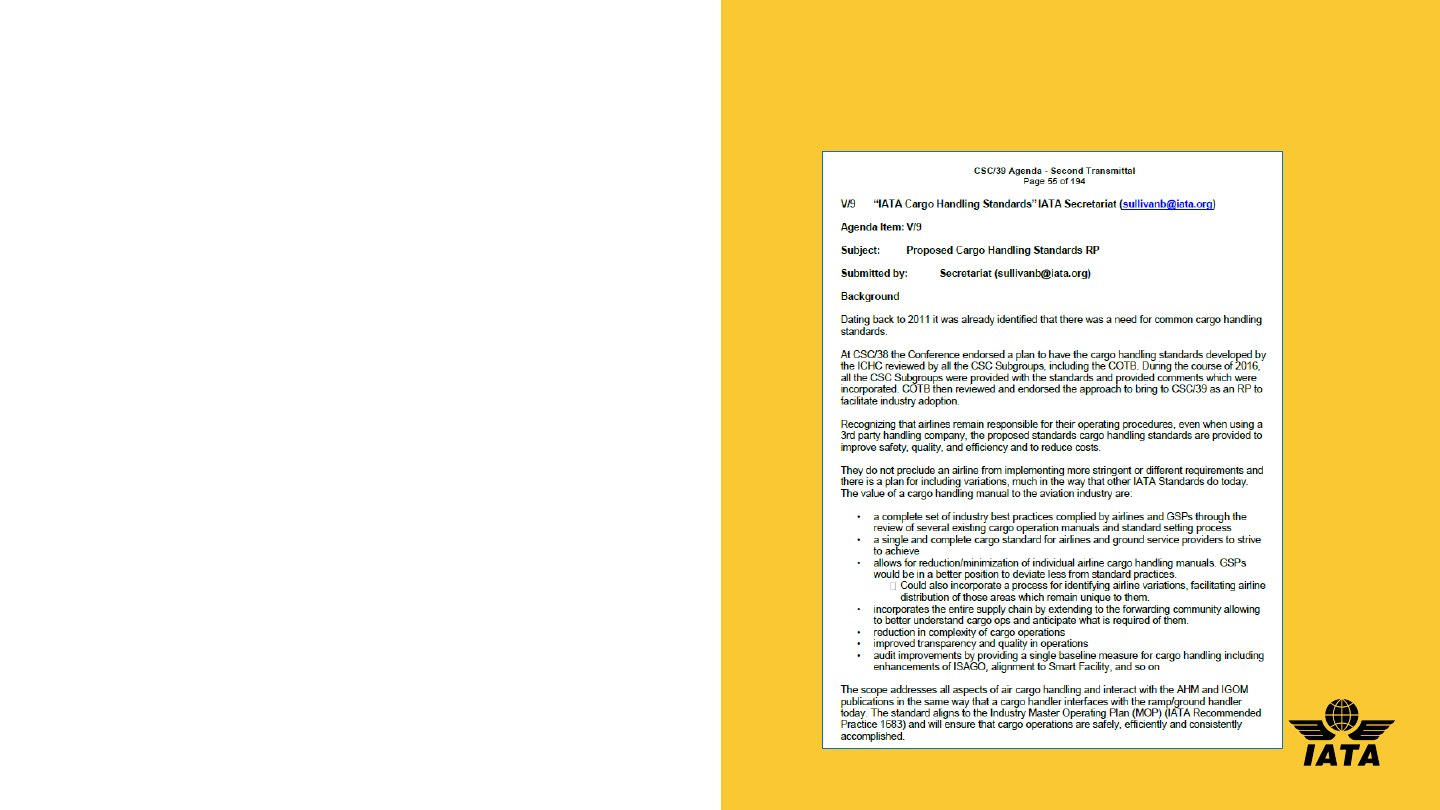 CSC/39 Agenda - Second Transmittal
Page 55 of 194
V/9 “IATA Cargo Handling Standards” IATA Secretariat (sullivanb@iata.org)
Agenda Item: V/9
Subject: Proposed Cargo Handling Standards RP
Submitted by: Secretariat (sullivanb@iata.org)
Background
Dating back to 2011 it was already identified that there was a need for common cargo handling
standards.
At CSC/38 the Conference endorsed a plan to have the cargo handling standards developed by
the ICHC reviewed by all the CSC Subgroups, including the COTB. During the course of 2016,
all the CSC Subgroups were provided with the standards and provided comments which were
incorporated. COTB then reviewed and endorsed the approach to bring to CSC/39 as an RP to
facilitate industry adoption.
Recognizing that airlines remain responsible for their operating procedures, even when using a
3rd party handling company, the proposed standards cargo handling standards are provided to
improve safety, quality, and efficiency and to reduce costs.
They do not preclude an airline from implementing more stringent or different requirements and
there is a plan for including variations, much in the way that other IATA Standards do today.
The value of a cargo handling manual to the aviation industry are:
• a complete set of industry best practices complied by airlines and GSPs through the
review of several existing cargo operation manuals and standard setting process
• a single and complete cargo standard for airlines and ground service providers to strive
to achieve
• allows for reduction/minimization of individual airline cargo handling manuals. GSPs
would be in a better position to deviate less from standard practices.
Could also incorporate a process for identifying airline variations, facilitating airline
distribution of those areas which remain unique to them.
• incorporates the entire supply chain by extending to the forwarding community allowing
to better understand cargo ops and anticipate what is required of them.
• reduction in complexity of cargo operations
• improved transparency and quality in operations
• audit improvements by providing a single baseline measure for cargo handling including
enhancements of ISAGO, alignment to Smart Facility, and so on
The scope addresses all aspects of air cargo handling and interact with the AHM and IGOM
publications in the same way that a cargo handler interfaces with the ramp/ground handler
today. The standard aligns to the Industry Master Operating Plan (MOP) (IATA Recommended
Practice 1683) and will ensure that cargo operations are safely, efficiently and consistently
accomplished.
IATA